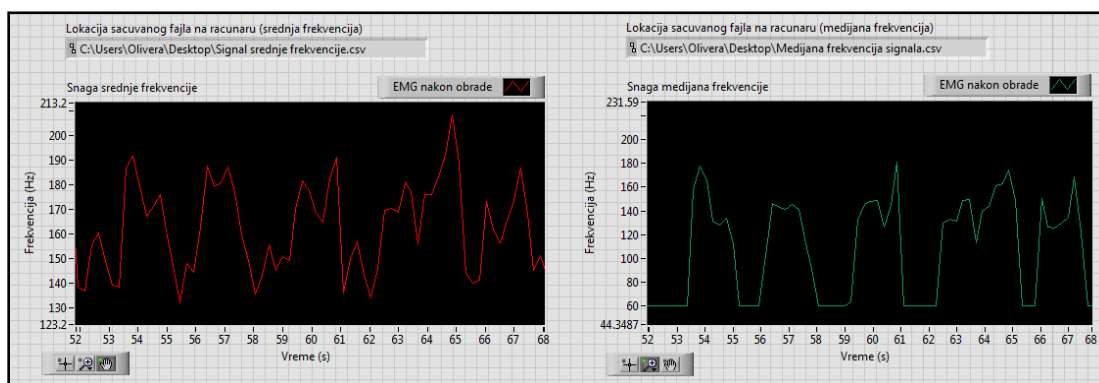 Lokacija sacuvanog fajla na racunaru (srednja frekvencija)
C:\Users\Olivera\Desktop\Signal srednje frekvencije.csv
Snaga srednje frekvencije
EMG nakon obrade
213.2
200
190
180
170
160
150
140
130
123.2
Frekvencija (Hz)
52 52 53 54 55 56 57 58 59 60 61 62 63 64 65 66 67 68
Vreme (s)
Lokacija sacuvanog fajla na racunaru (medijana frekvencija)
C:\Users\Olivera\Desktop\Medijana frekvencija signala.csv
Snaga medijana frekvencije
EMG nakon obrade
231.59
200
180
160
140
120
100
80
60
44.3487
Frekvencija (Hz)
52 53 54 55 56 57 58 59 60 61 62 63 64 65 66 67 68
Vreme (s)